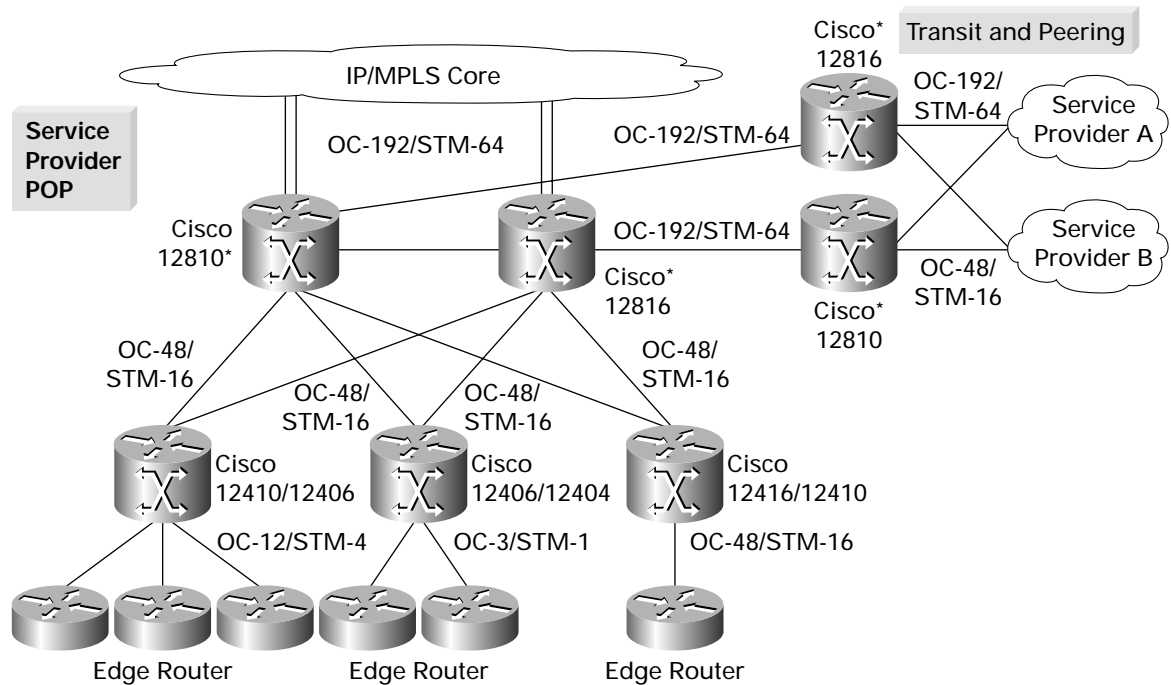 Cisco*
12816
Transit and Peering
IP/MPLS Core
OC-192/
STM-64
Service
Provider A
Service
Provider
POP
OC-192/STM-64
OC-192/STM-64
Cisco
12810*
OC-192/STM-64
Service
Provider B
Cisco*
12816
OC-48/
STM-16
Cisco*
12810
OC-48/
STM-16
OC-48/
STM-16
OC-48/
STM-16
OC-48/
STM-16
Cisco
12410/12406
Cisco
12406/12404
Cisco
12416/12410
OC-12/STM-4
OC-3/STM-1
OC-48/STM-16
Edge Router
Edge Router
Edge Router